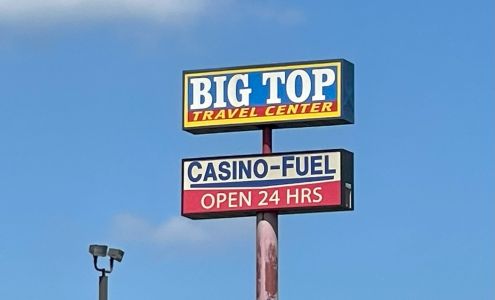 BIG TOP
TRAVEL CENTER
CASINO-FUEL
OPEN 24 HRS